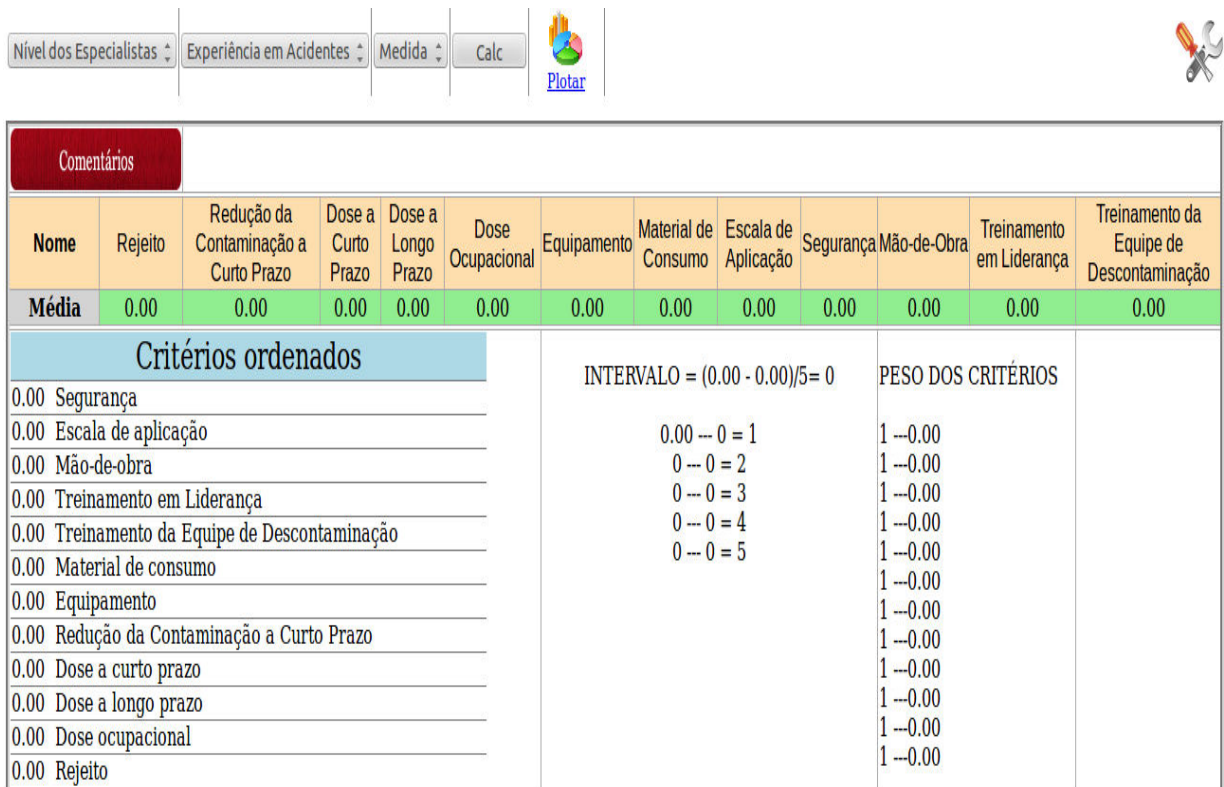 Nível dos Especialistas Experiência em Acidentes Medida Calc
Plotar
Comentários
Nome Rejeito Redução da Contaminação a Curto Prazo Dose a Curto Prazo Dose a Longo Prazo Dose Ocupacional Equipamento Material de Consumo Escala de Aplicação Segurança Mão-de-Obra Treinamento em Liderança Treinamento da Equipe de Descontaminação
Média 0.00 0.00 0.00 0.00 0.00 0.00 0.00 0.00 0.00 0.00 0.00 0.00
Critérios ordenados
0.00 Segurança
0.00 Escala de aplicação
0.00 Mão-de-obra
0.00 Treinamento em Liderança
0.00 Treinamento da Equipe de Descontaminação
0.00 Material de consumo
0.00 Equipamento
0.00 Redução da Contaminação a Curto Prazo
0.00 Dose a curto prazo
0.00 Dose a longo prazo
0.00 Dose ocupacional
0.00 Rejeito
INTERVALO = (0.00 - 0.00)/5= 0
0.00 --- 0 = 1
0 --- 0 = 2
0 --- 0 = 3
0 --- 0 = 4
0 --- 0 = 5
PESO DOS CRITÉRIOS
1 ---0.00
1 ---0.00
1 ---0.00
1 ---0.00
1 ---0.00
1 ---0.00
1 ---0.00
1 ---0.00
1 ---0.00
1 ---0.00
1 ---0.00
1 ---0.00